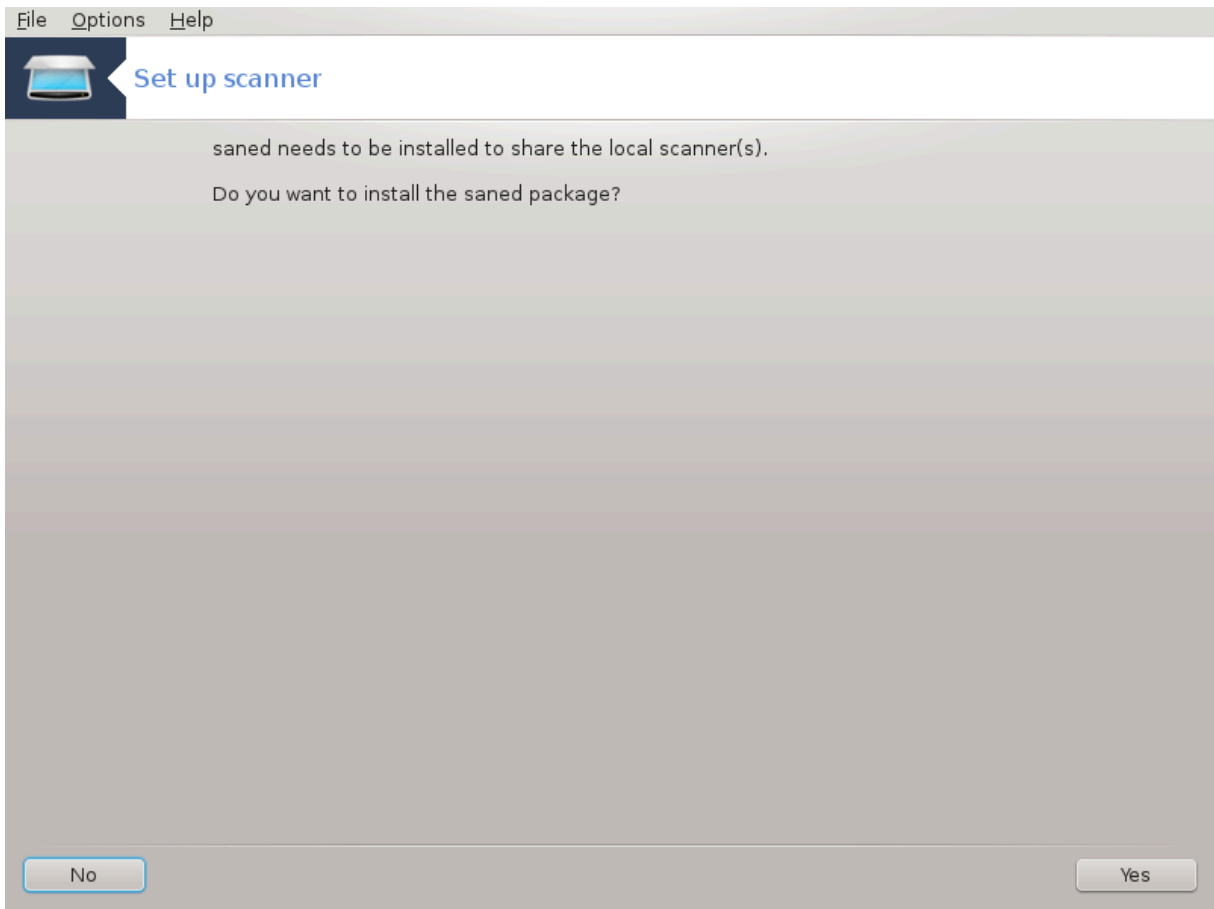 File Options Help
Set up scanner
saned needs to be installed to share the local scanner(s).
Do you want to install the saned package?
No Yes